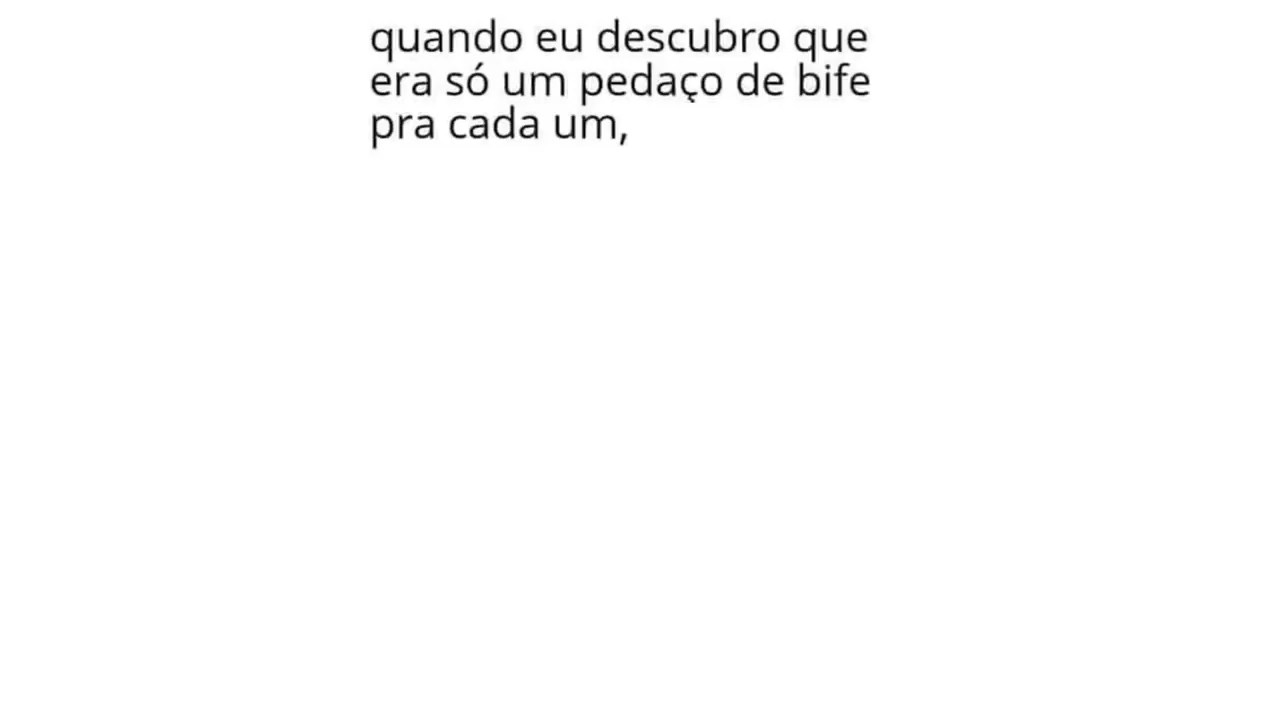 quando eu descubro que
era só um pedaço de bife
pra cada um,